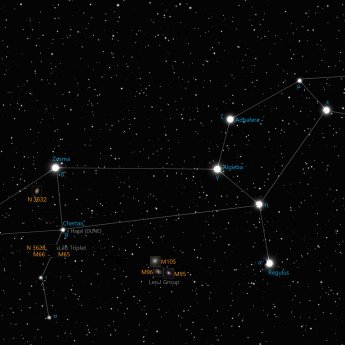 μ
κ
ζ Adhafera
Zosma
δ
Algieba
γ
N 3632
η
Chertan
θ
N 3628
Leo Triplet
M66
M65
M105
M96
M95
Leo I Group
α
Regulus
σ